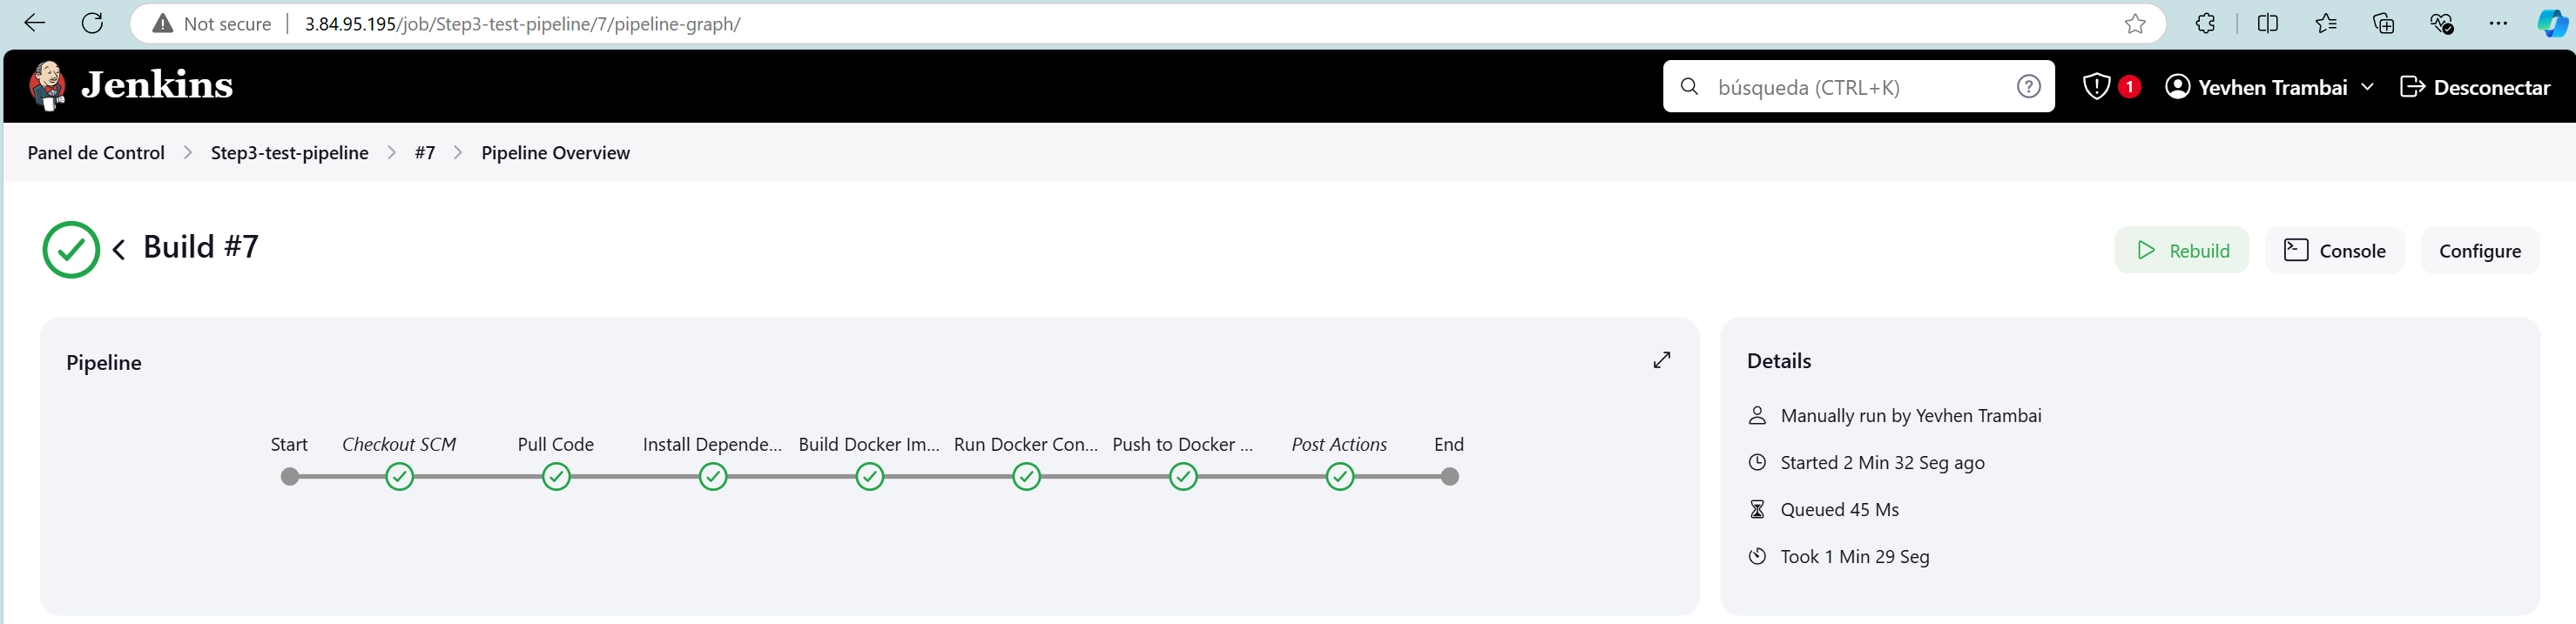 Not secure 3.84.95.195/job/Step3-test-pipeline/7/pipeline-graph/
Jenkins búsqueda (CTRL+K) 1 Yevhen Trambai Desconectar
Panel de Control Step3-test-pipeline #7 Pipeline Overview
Build #7 Rebuild Console Configure
Pipeline
Start Checkout SCM Pull Code Install Depende... Build Docker Im... Run Docker Con... Push to Docker ... Post Actions End
Details
Manually run by Yevhen Trambai
Started 2 Min 32 Seg ago
Queued 45 Ms
Took 1 Min 29 Seg